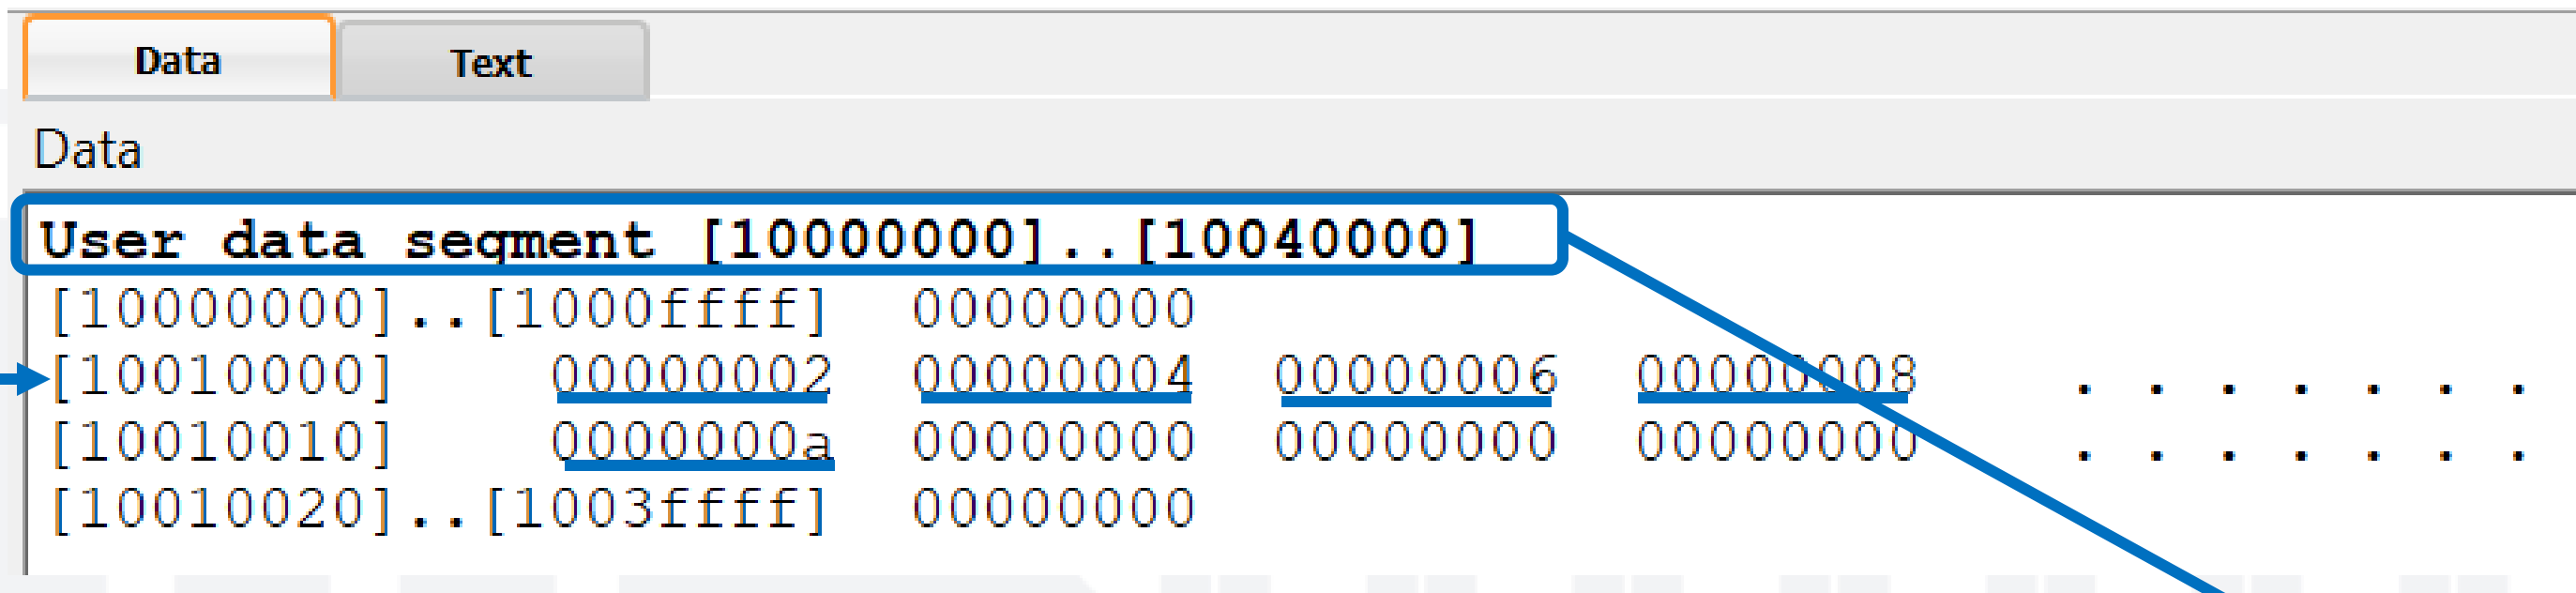 Data Text
Data
User data segment [10000000]..[10040000]
[10000000]..[1000ffff] 00000000
[10010000] 00000002 00000004 00000006 00000008 . . . . . . .
[10010010] 0000000a 00000000 00000000 00000000 . . . . . . .
[10010020]..[1003ffff] 00000000